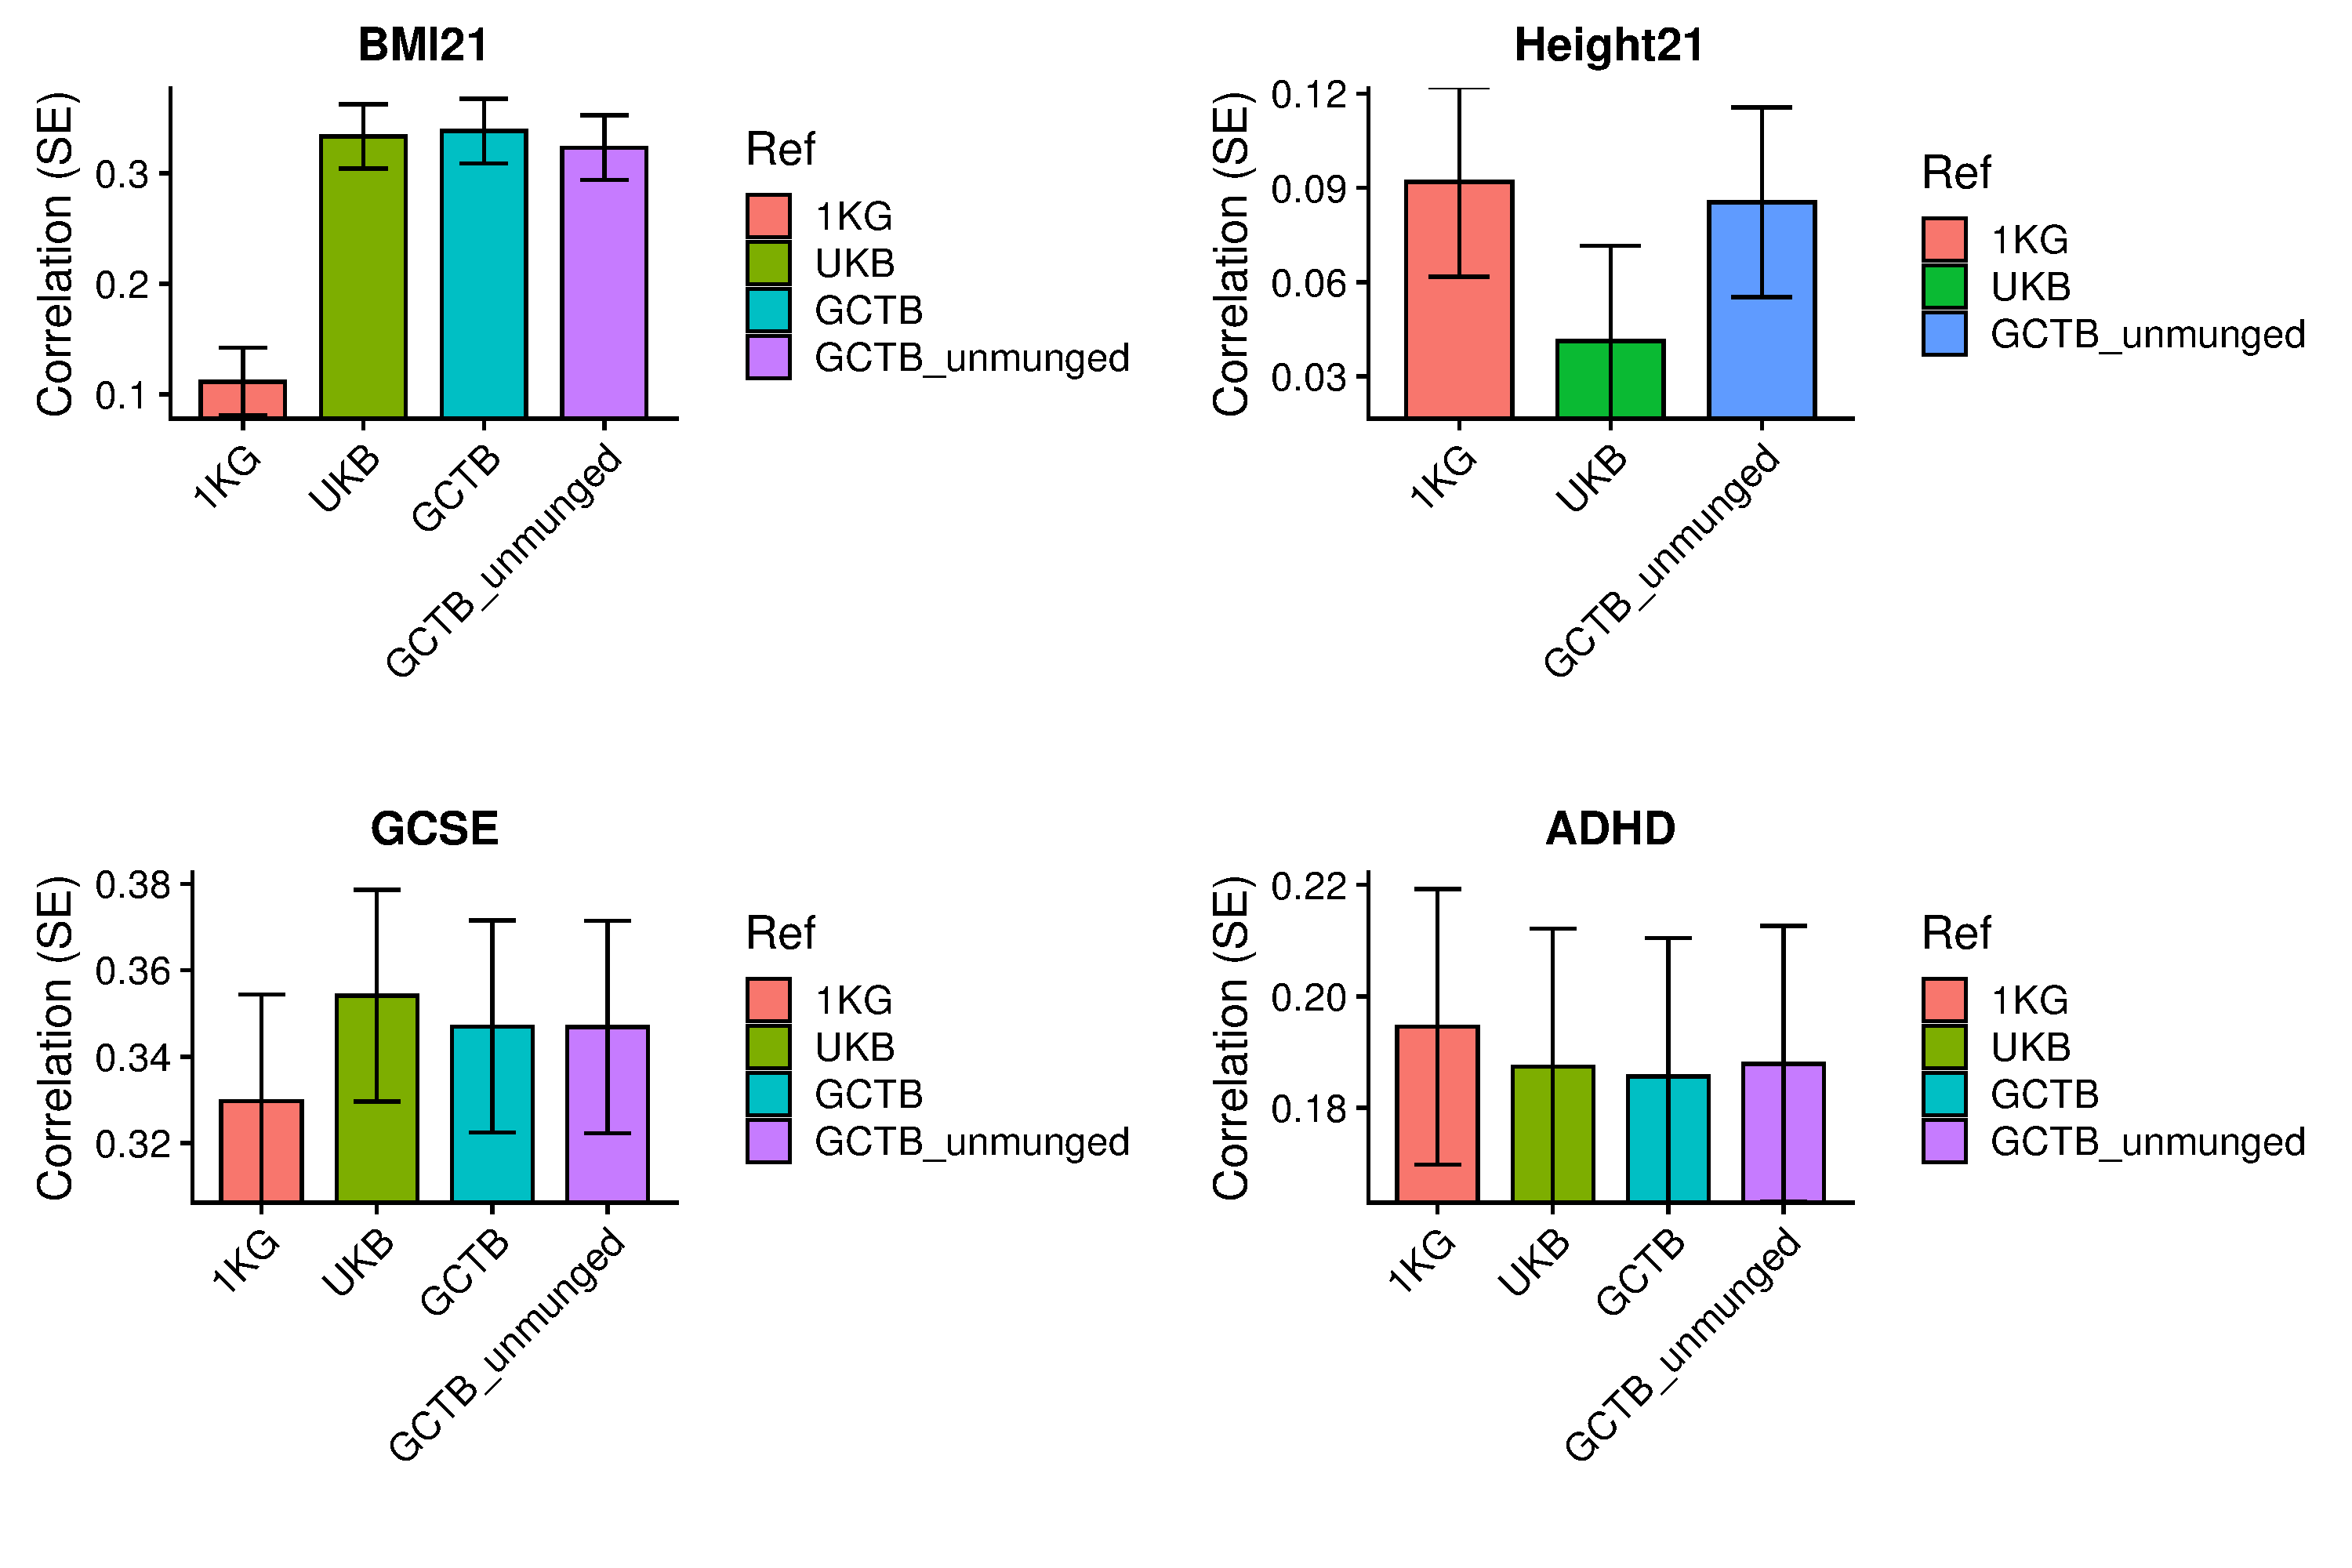 BMI21
Correlation (SE)
0.3
0.2
0.1
1KG
UKB
GCTB
GCTB_unmunged
Ref
1KG
UKB
GCTB
GCTB_unmunged
Height21
Correlation (SE)
0.12
0.09
0.06
0.03
1KG
UKB
GCTB_unmunged
Ref
1KG
UKB
GCTB_unmunged
GCSE
Correlation (SE)
0.38
0.36
0.34
0.32
1KG
UKB
GCTB
GCTB_unmunged
Ref
1KG
UKB
GCTB
GCTB_unmunged
ADHD
Correlation (SE)
0.22
0.20
0.18
1KG
UKB
GCTB
GCTB_unmunged
Ref
1KG
UKB
GCTB
GCTB_unmunged